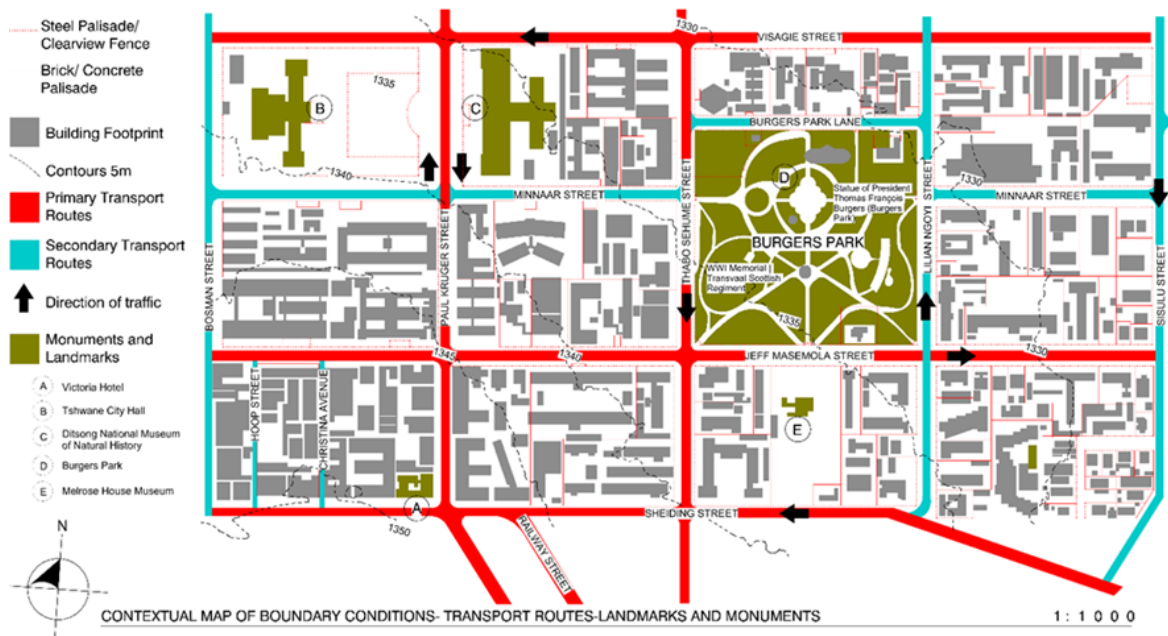 Steel Palisade/
Clearview Fence
Brick/ Concrete
Palisade
Building Footprint
Contours 5m
Primary Transport
Routes
Secondary Transport
Routes
Direction of traffic
Monuments and
Landmarks
A Victoria Hotel
B Tshwane City Hall
C Ditsong National Museum
of Natural History
D Burgers Park
E Melrose House Museum
N
1330
VISAGIE STREET
1335
B
C
BURGERS PARK LANE
1340
MINNAAR STREET
D
Statue of President
Thomas François
Burgers (Burgers
Park)
1330
MINNAAR STREET
BOSMAN STREET
PAUL KRUGER STREET
THABO SEHUME STREET
BURGERS PARK
LILIAN NGOYI STREET
SISULU STREET
WWI Memorial |
Transvaal Scottish
Regiment
1335
1345
1340
JEFF MASEMOLA STREET
1330
HOOP STREET
CHRISTINA AVENUE
E
A
1350
SHEIDING STREET
RAILWAY STREET
CONTEXTUAL MAP OF BOUNDARY CONDITIONS- TRANSPORT ROUTES-LANDMARKS AND MONUMENTS
1:1000